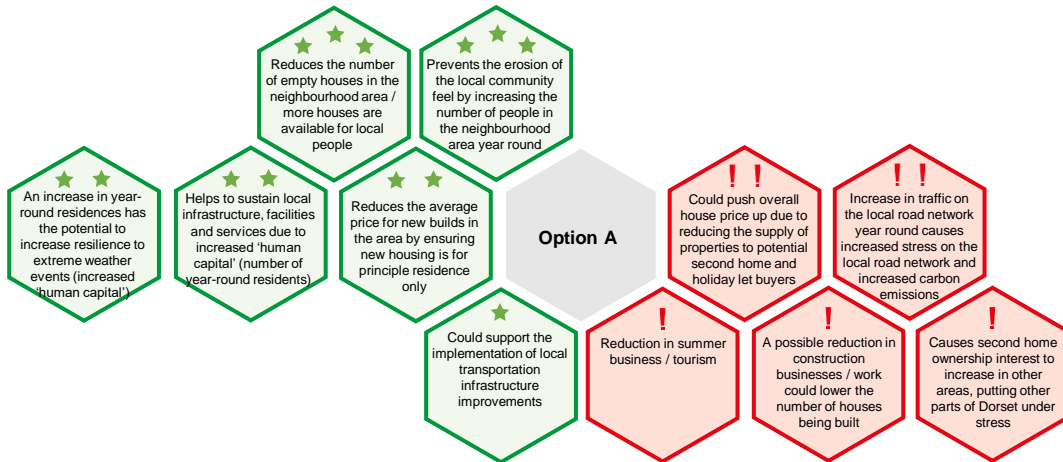 Reduces the number
of empty houses in the
neighbourhood area /
more houses are
available for local
people
Prevents the erosion of
the local community
feel by increasing the
number of people in
the neighbourhood
area year round
An increase in year-
round residences has
the potential to
increase resilience to
extreme weather
events (increased
‘human capital’)
Helps to sustain local
infrastructure, facilities
and services due to
increased ‘human
capital’ (number of
year-round residents)
Reduces the average
price for new builds in
the area by ensuring
new housing is for
principle residence
only
Option A
! !
Could push overall
house price up due to
reducing the supply of
properties to potential
second home and
holiday let buyers
! !
Increase in traffic on
the local road network
year round causes
increased stress on the
local road network and
increased carbon
emissions
Could support the
implementation of local
transportation
infrastructure
improvements
!
Reduction in summer
business / tourism
!
A possible reduction in
construction
businesses / work
could lower the
number of houses
being built
!
Causes second home
ownership interest to
increase in other
areas, putting other
parts of Dorset under
stress